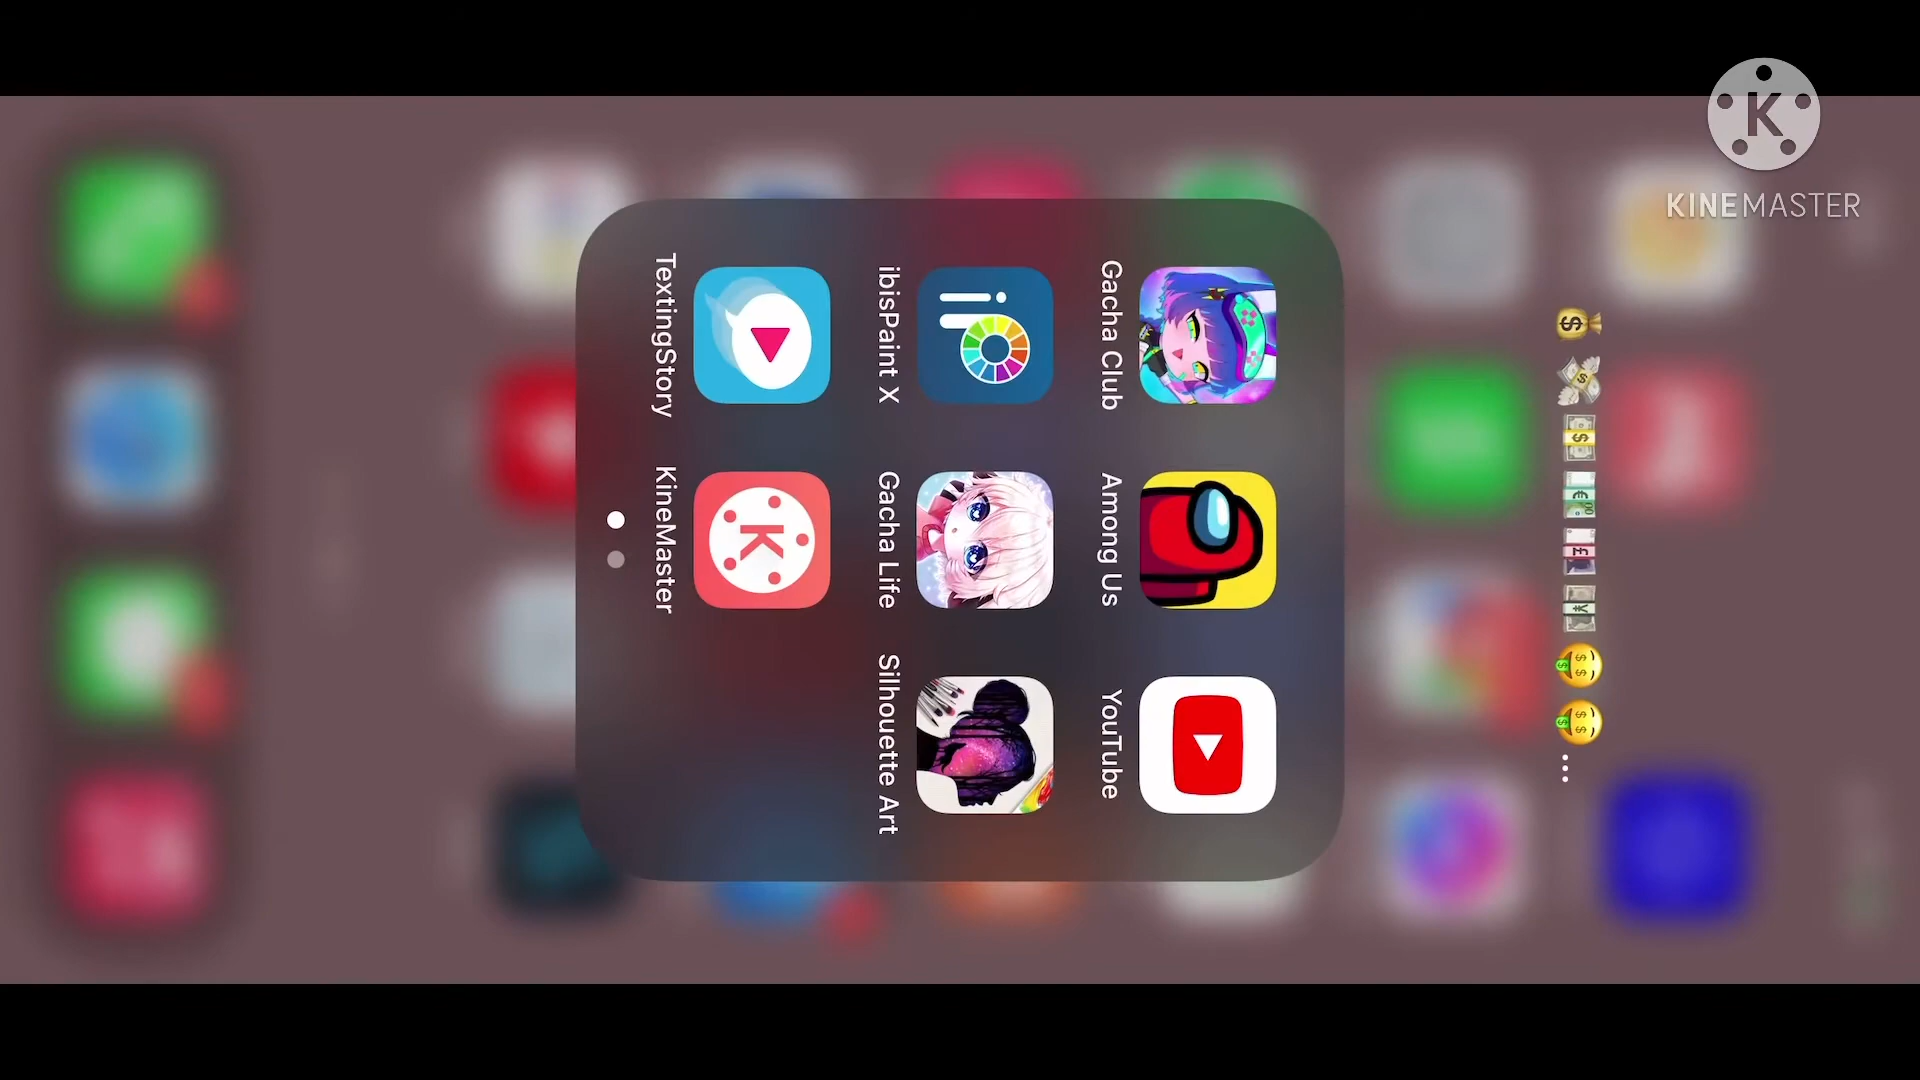 KINEMASTER
💰💸💵💶💷💴🤑🤑...
Gacha Club
Among Us
YouTube
ibisPaint X
Gacha Life
Silhouette Art
TextingStory
KineMaster